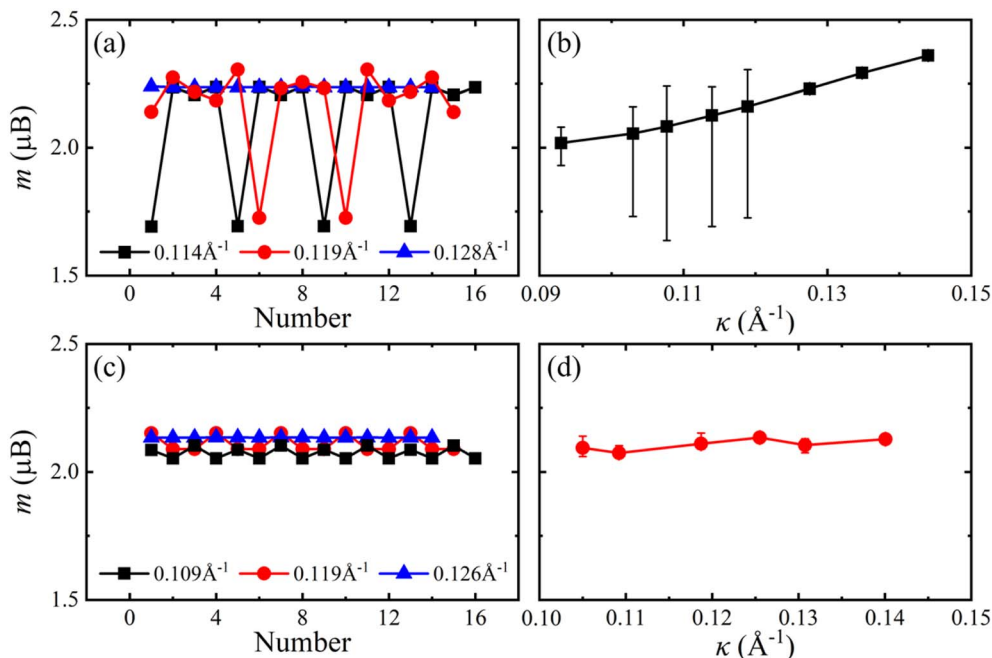 (a)
2.5
2.0
1.5
m (μB)
0.114Å⁻¹ 0.119Å⁻¹ 0.128Å⁻¹
0 4 8 12 16
Number
(b)
0.09 0.11 0.13 0.15
κ (Å⁻¹)
(c)
2.5
2.0
1.5
m (μB)
0.109Å⁻¹ 0.119Å⁻¹ 0.126Å⁻¹
0 4 8 12 16
Number
(d)
0.10 0.11 0.12 0.13 0.14 0.15
κ (Å⁻¹)